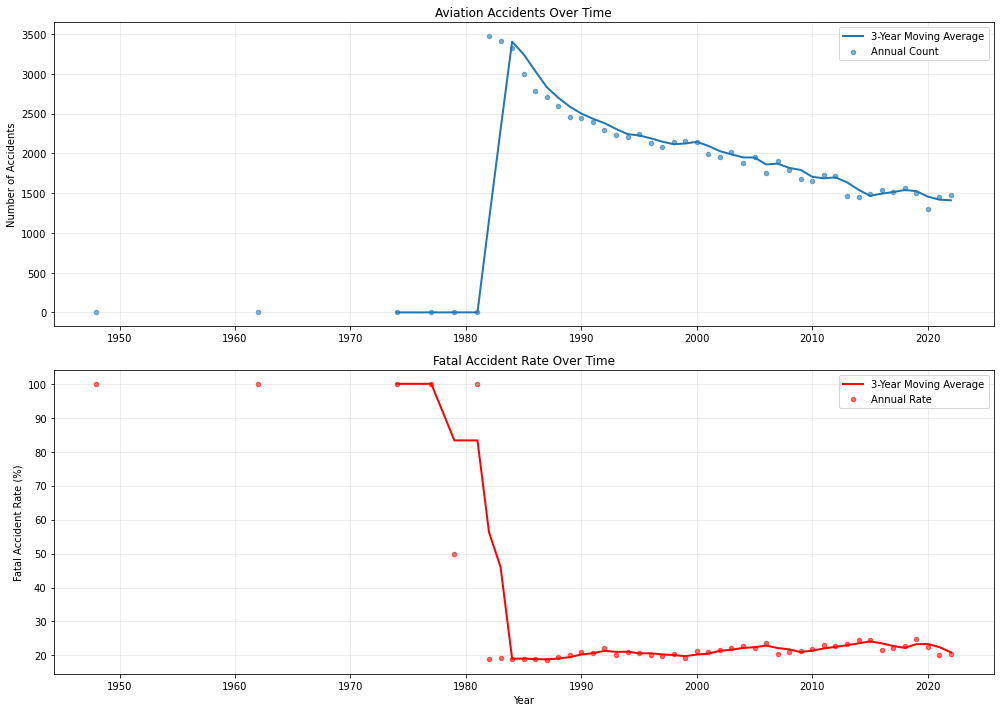 Aviation Accidents Over Time
Number of Accidents
3500
3000
2500
2000
1500
1000
500
0
3-Year Moving Average
Annual Count
1950 1960 1970 1980 1990 2000 2010 2020
Fatal Accident Rate Over Time
Fatal Accident Rate (%)
100
90
80
70
60
50
40
30
20
3-Year Moving Average
Annual Rate
1950 1960 1970 1980 1990 2000 2010 2020
Year